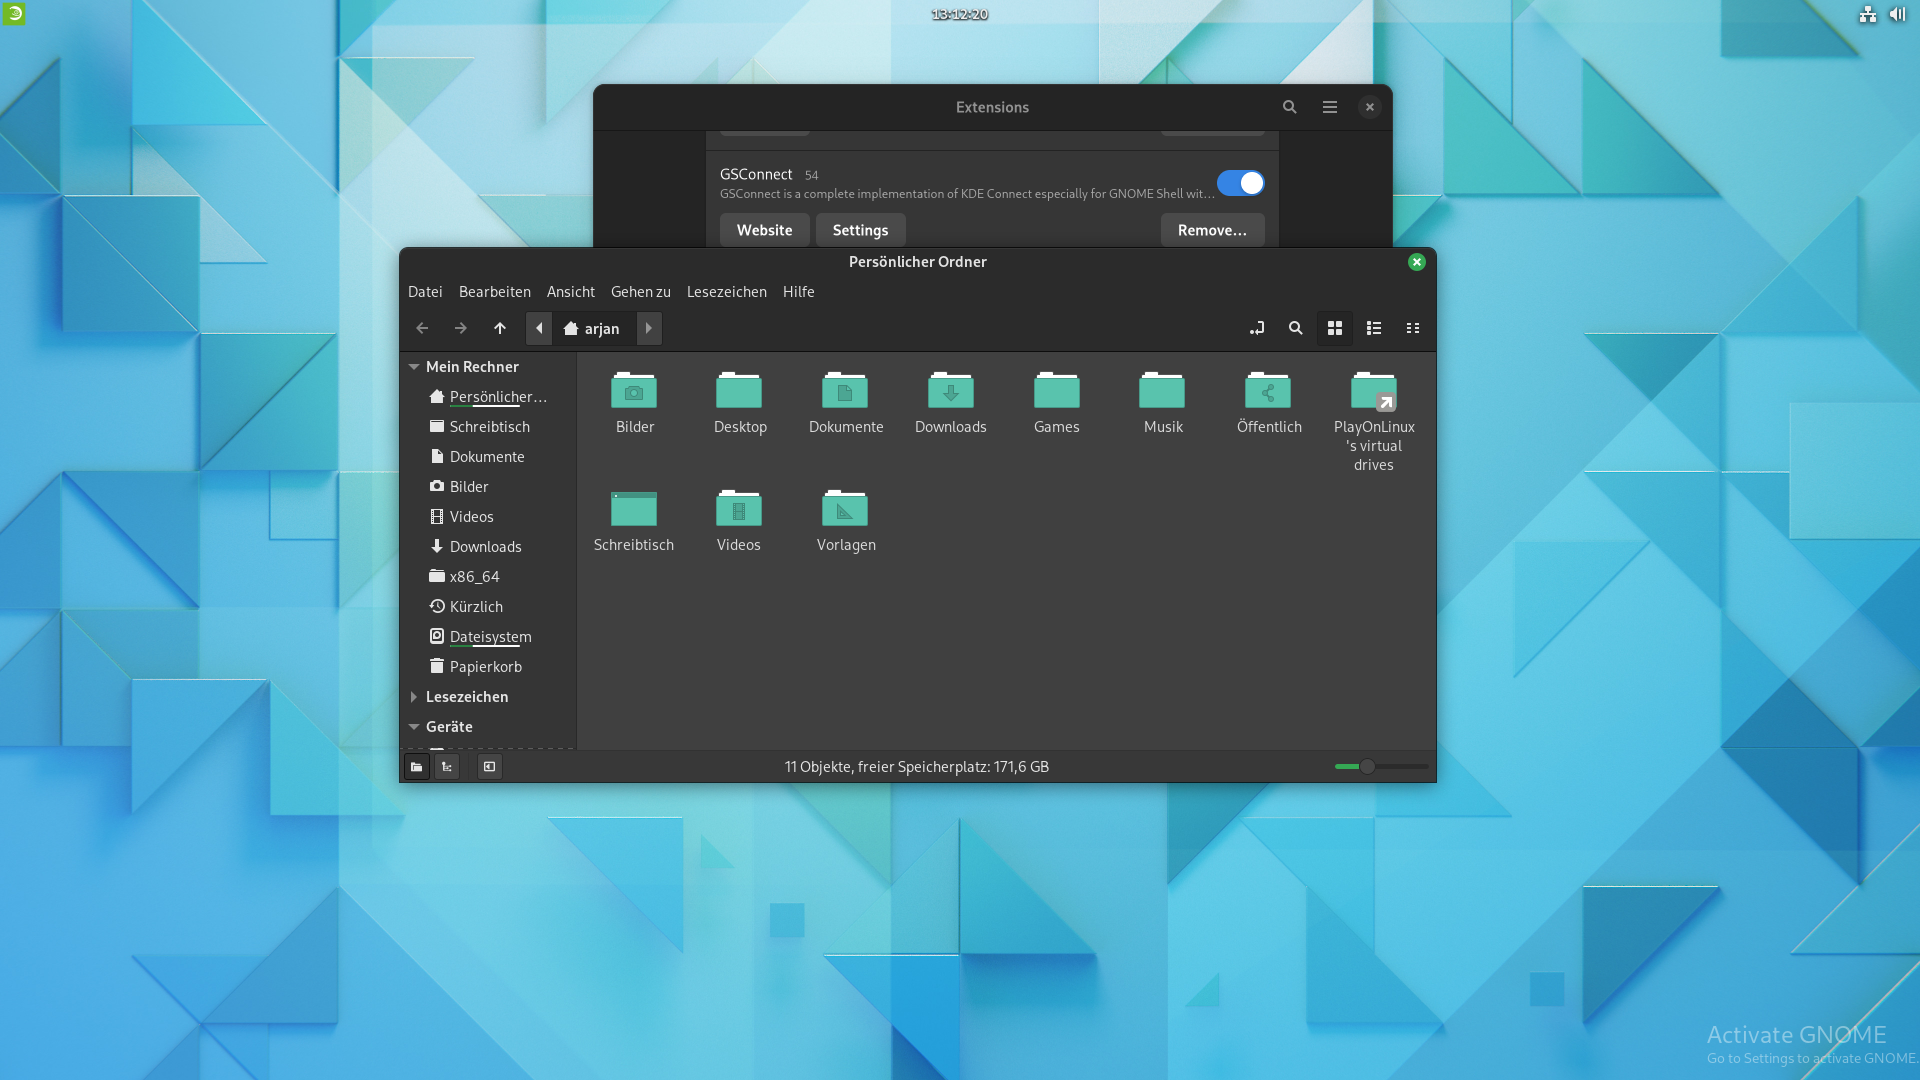 13:12:20
Extensions
GSConnect 54
GSConnect is a complete implementation of KDE Connect especially for GNOME Shell wit…
Website Settings Remove…
Persönlicher Ordner
Datei Bearbeiten Ansicht Gehen zu Lesezeichen Hilfe
arjan
Mein Rechner
Persönlicher…
Schreibtisch
Dokumente
Bilder
Videos
Downloads
x86_64
Kürzlich
Dateisystem
Papierkorb
Lesezeichen
Geräte
Bilder
Desktop
Dokumente
Downloads
Games
Musik
Öffentlich
PlayOnLinux
's virtual
drives
Schreibtisch
Videos
Vorlagen
11 Objekte, freier Speicherplatz: 171,6 GB
Activate GNOME
Go to Settings to activate GNOME.